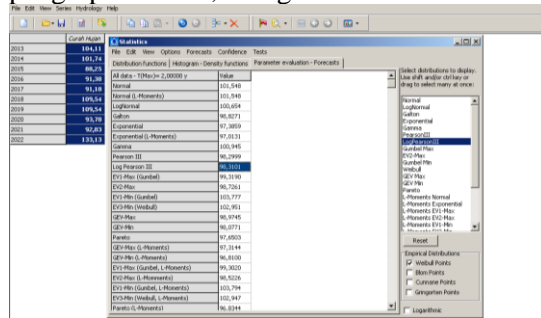 File Edit View Series Hydrology Help
Curah Hujan
2013 104,11
2014 101,74
2015 88,25
2016 91,38
2017 91,18
2018 109,54
2019 109,54
2020 93,78
2021 92,83
2022 133,13
Statistics
File Edit View Options Forecasts Confidence Tests
Distribution functions Histogram - Density functions Parameter evaluation - Forecasts
All data - T(Max)= 2,00000 y Value
Normal 101,548
Normal (L-Moments) 101,548
LogNormal 100,654
Galton 98,8271
Exponential 97,3859
Exponential (L-Moments) 97,0131
Gamma 100,945
Pearson III 98,2999
Log Pearson III 98,3101
EV1-Max (Gumbel) 99,3190
EV2-Max 98,7261
EV1-Min (Gumbel) 103,777
EV3-Min (Weibull) 102,951
GEV-Max 98,9745
GEV-Min 98,0771
Pareto 97,6503
GEV-Max (L-Moments) 97,3144
GEV-Min (L-Moments) 96,8100
EV1-Max (Gumbel, L-Moments) 99,3020
EV2-Max (L-Momments) 98,5226
EV1-Min (Gumbel, L-Moments) 103,794
EV3-Min (Weibull, L-Moments) 102,947
Pareto (L-Moments) 96,8344
Select distributions to display.
Use shift and/or ctrl-key or
drag to select many at once:
Normal
LogNormal
Galton
Exponential
Gamma
PearsonIII
LogPearsonIII
Gumbel Max
EV2-Max
Gumbel Min
Weibull
GEV Max
GEV Min
Pareto
L-Moments Normal
L-Moments Exponential
L-Moments EV1-Max
L-Moments EV2-Max
L-Moments EV1-Min
Reset
Empirical Distributions
Weibull Points
Blom Points
Cunnane Points
Gringorten Points
Logarithmic